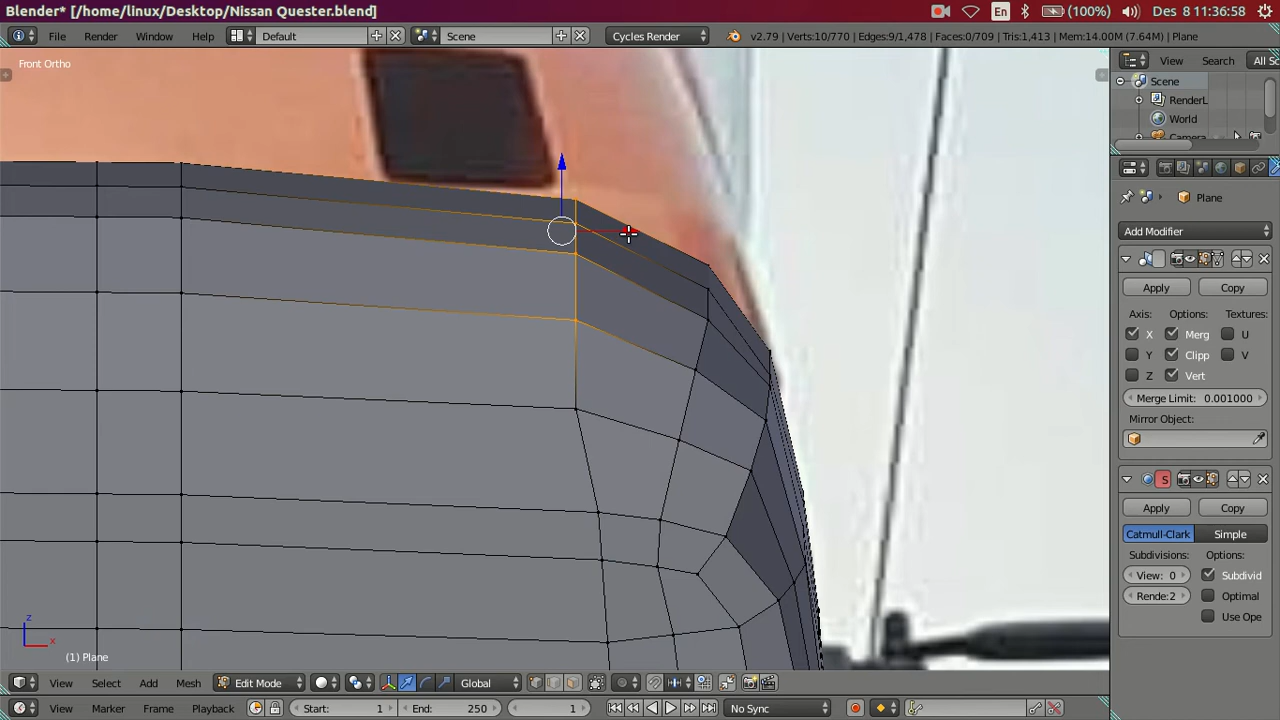 Blender* [/home/linux/Desktop/Nissan Quester.blend]
En (100%) Des 8 11:36:58
File Render Window Help Default Scene Cycles Render v2.79 | Verts:10/770 | Edges:9/1,478 | Faces:0/709 | Tris:1,413 | Mem:14.00M (7.64M) | Plane
Front Ortho
View Search All Sc
Scene
RenderL
World
Camera
Plane
Add Modifier
Apply Copy
Axis: Options: Textures:
X Merg U
Y Clipp V
Z Vert
Merge Limit: 0.001000
Mirror Object:
S
Apply Copy
Catmull-Clark Simple
Subdivisions: Options:
View: 0 Subdivid
Rende:2 Optimal
Use Ope
z
x
(1) Plane
View Select Add Mesh Edit Mode Global
View Marker Frame Playback Start: 1 End: 250 1 No Sync